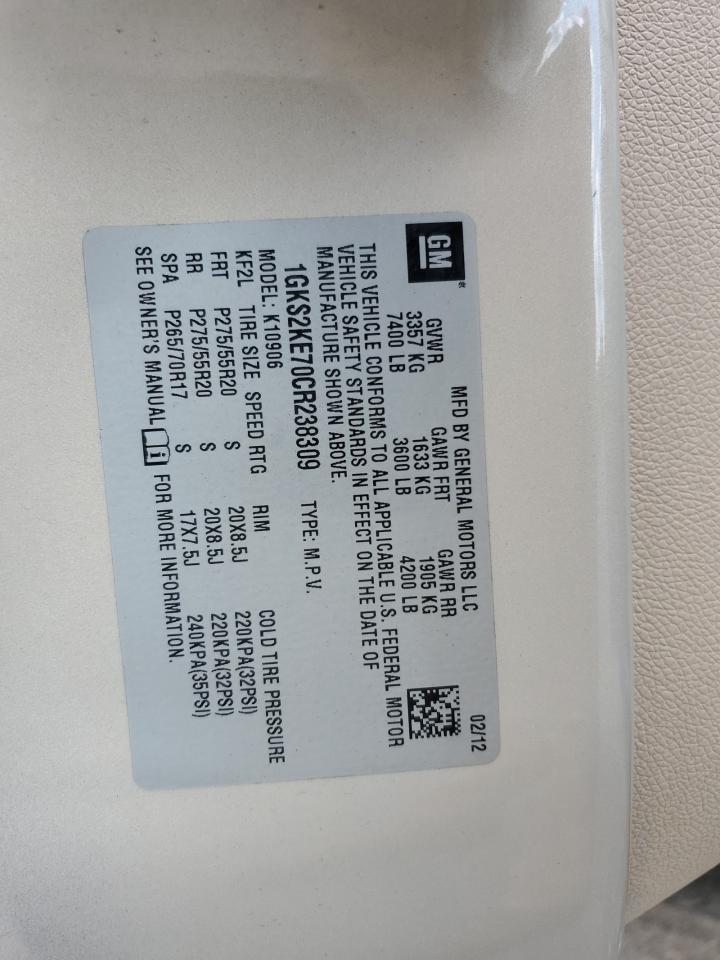 GM
MFD BY GENERAL MOTORS LLC 02/12
GVWR GAWR FRT GAWR RR
3357 KG 1633 KG 1905 KG
7400 LB 3600 LB 4200 LB
THIS VEHICLE CONFORMS TO ALL APPLICABLE U.S. FEDERAL MOTOR
VEHICLE SAFETY STANDARDS IN EFFECT ON THE DATE OF
MANUFACTURE SHOWN ABOVE.
1GKS2KE70CR238309 TYPE: M.P.V.
MODEL: K10906
KF2L TIRE SIZE SPEED RTG RIM COLD TIRE PRESSURE
FRT P275/55R20 S 20X8.5J 220KPA(32PSI)
RR P275/55R20 S 20X8.5J 220KPA(32PSI)
SPA P265/70R17 S 17X7.5J 240KPA(35PSI)
SEE OWNER'S MANUAL i FOR MORE INFORMATION.